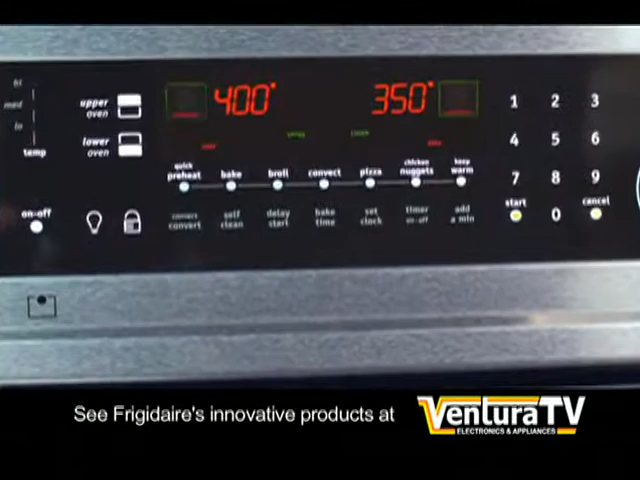 hi
med
lo
temp
on-off
upper
oven
lower
oven
400°
350°
quick
preheat
bake
broil
convect
pizza
chicken
nuggets
keep
warm
convect
convert
self
clean
delay
start
bake
time
set
clock
timer
on-off
add
a min
1 2 3
4 5 6
7 8 9
start
0
cancel
See Frigidaire's innovative products at
VenturaTV
ELECTRONICS & APPLIANCES